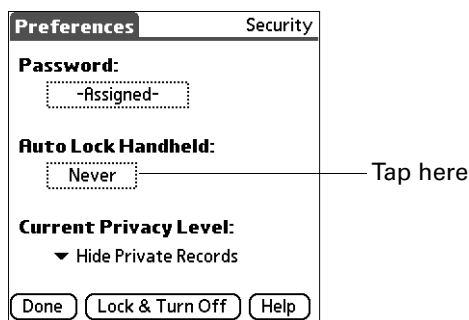 Preferences Security
Password:
-Assigned-
Auto Lock Handheld:
Never
Tap here
Current Privacy Level:
Hide Private Records
Done Lock & Turn Off Help